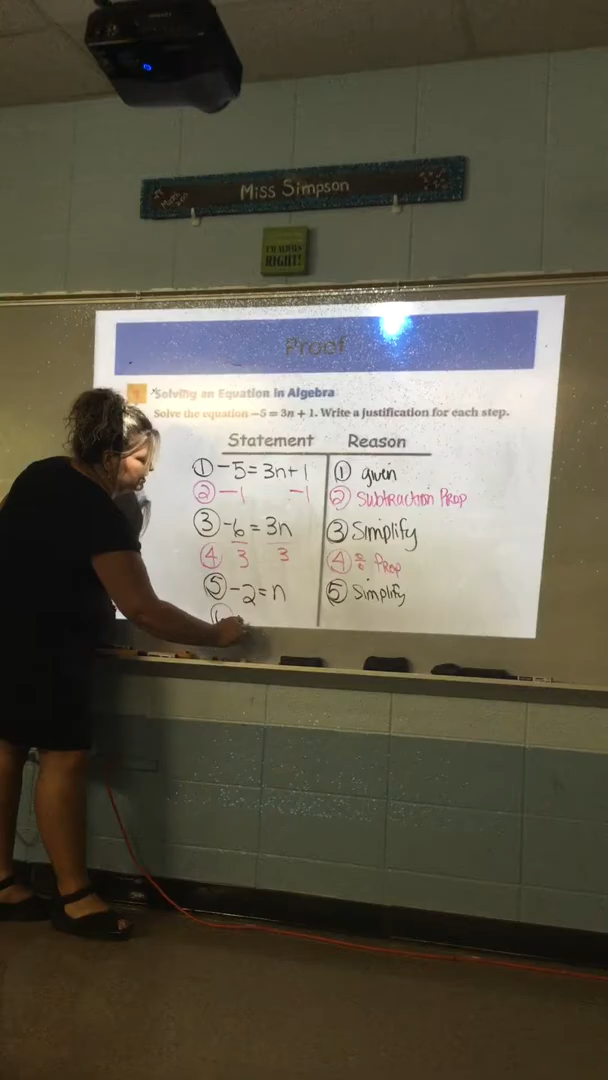 Miss Simpson
RIGHT!
Proof
Solving an Equation in Algebra
Solve the equation −5 = 3n + 1. Write a justification for each step.
Statement Reason
① -5 = 3n+1 ① given
② -1 -1 ② Subtraction Prop
③ -6 = 3n ③ Simplify
④ 3 3 ④ Prop
⑤ -2 = n ⑤ Simplify